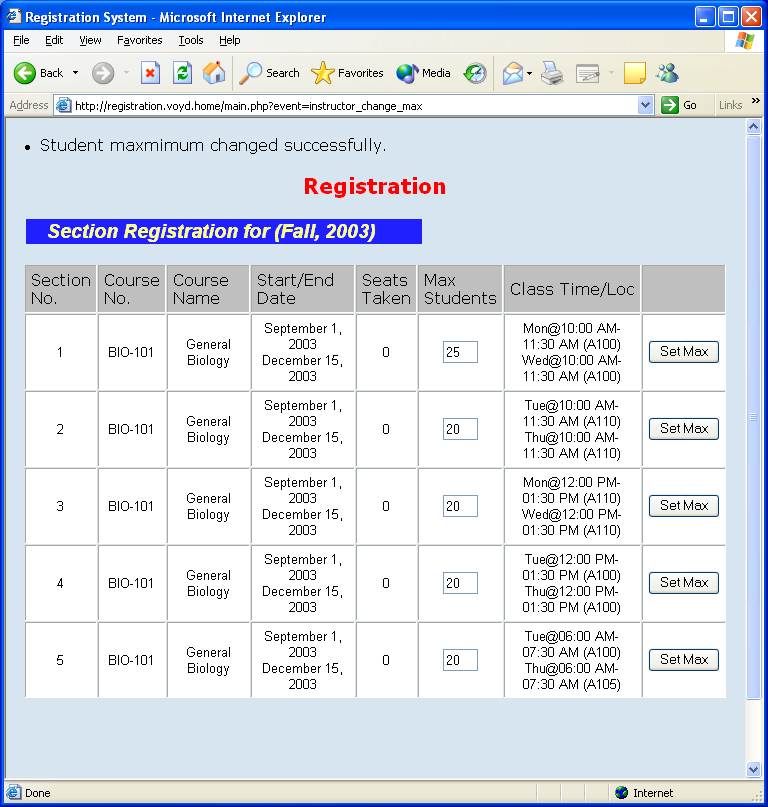 Registration System - Microsoft Internet Explorer
File Edit View Favorites Tools Help
Back Search Favorites Media
Address http://registration.voyd.home/main.php?event=instructor_change_max Go Links »
• Student maxmimum changed successfully.
Registration
Section Registration for (Fall, 2003)
Section No. Course No. Course Name Start/End Date Seats Taken Max Students Class Time/Loc
1 BIO-101 General Biology September 1, 2003 December 15, 2003 0 25 Mon@10:00 AM-11:30 AM (A100) Wed@10:00 AM-11:30 AM (A100) Set Max
2 BIO-101 General Biology September 1, 2003 December 15, 2003 0 20 Tue@10:00 AM-11:30 AM (A110) Thu@10:00 AM-11:30 AM (A110) Set Max
3 BIO-101 General Biology September 1, 2003 December 15, 2003 0 20 Mon@12:00 PM-01:30 PM (A110) Wed@12:00 PM-01:30 PM (A110) Set Max
4 BIO-101 General Biology September 1, 2003 December 15, 2003 0 20 Tue@12:00 PM-01:30 PM (A100) Thu@12:00 PM-01:30 PM (A100) Set Max
5 BIO-101 General Biology September 1, 2003 December 15, 2003 0 20 Tue@06:00 AM-07:30 AM (A100) Thu@06:00 AM-07:30 AM (A105) Set Max
Done Internet